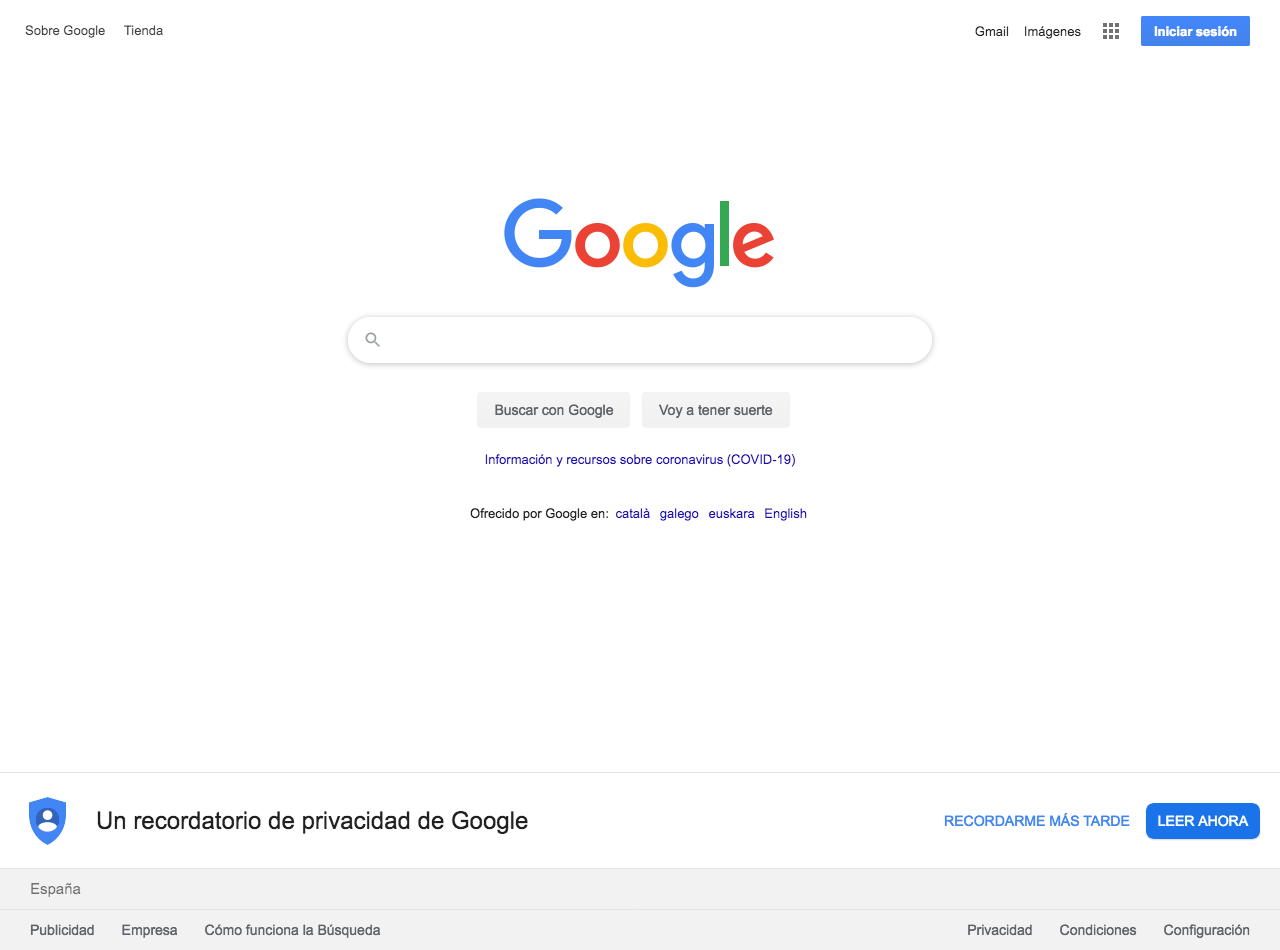 Sobre Google Tienda Gmail Imágenes Iniciar sesión
Google
Buscar con Google Voy a tener suerte
Información y recursos sobre coronavirus (COVID-19)
Ofrecido por Google en: català galego euskara English
Un recordatorio de privacidad de Google RECORDARME MÁS TARDE LEER AHORA
España
Publicidad Empresa Cómo funciona la Búsqueda Privacidad Condiciones Configuración